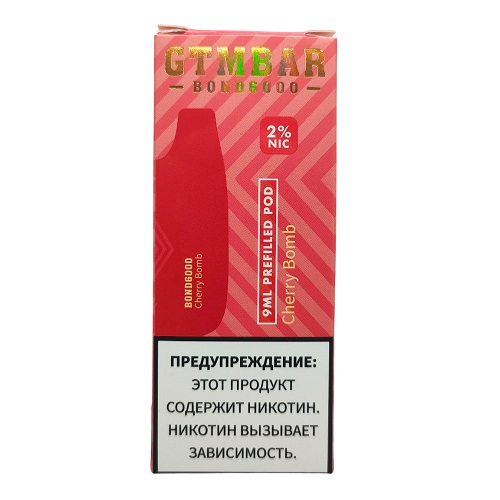 GTMBAR
BOND6000
2%
NIC
9ML PREFILLED POD
Cherry Bomb
BOND6000
Cherry Bomb
ПРЕДУПРЕЖДЕНИЕ:
ЭТОТ ПРОДУКТ
СОДЕРЖИТ НИКОТИН.
НИКОТИН ВЫЗЫВАЕТ
ЗАВИСИМОСТЬ.